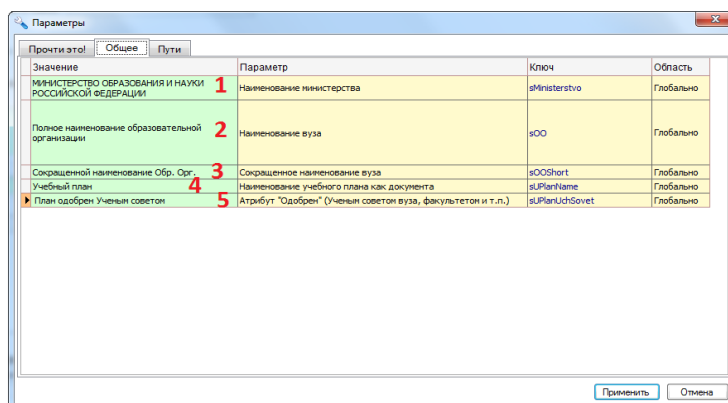 Параметры
Прочти это! Общее Пути
Значение Параметр Ключ Область
МИНИСТЕРСТВО ОБРАЗОВАНИЯ И НАУКИ
РОССИЙСКОЙ ФЕДЕРАЦИИ 1 Наименование министерства sMinisterstvo Глобально
Полное наименование образовательной
организации 2 Наименование вуза sOO Глобально
Сокращенной наименование Обр. Орг. 3 Сокращенное наименование вуза sOOShort Глобально
Учебный план 4 Наименование учебного плана как документа sUPlanName Глобально
План одобрен Ученым советом 5 Атрибут "Одобрен" (Ученым советом вуза, факультетом и т.п.) sUPlanUchSovet Глобально
Применить Отмена